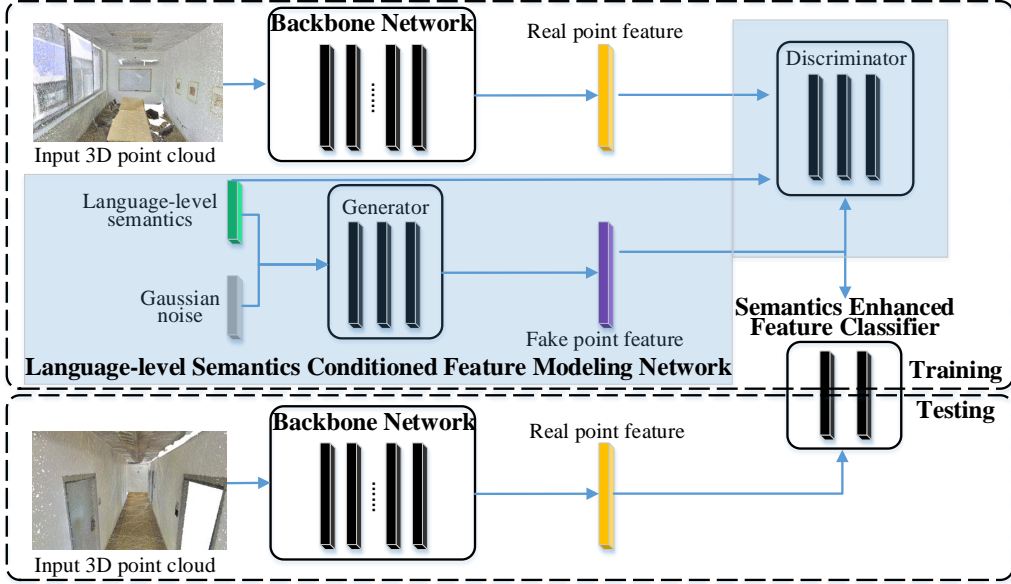 Backbone Network
Real point feature
Discriminator
Input 3D point cloud
Language-level
semantics
Generator
Gaussian
noise
Fake point feature
Semantics Enhanced
Feature Classifier
Language-level Semantics Conditioned Feature Modeling Network
Training
Testing
Backbone Network
Real point feature
Input 3D point cloud